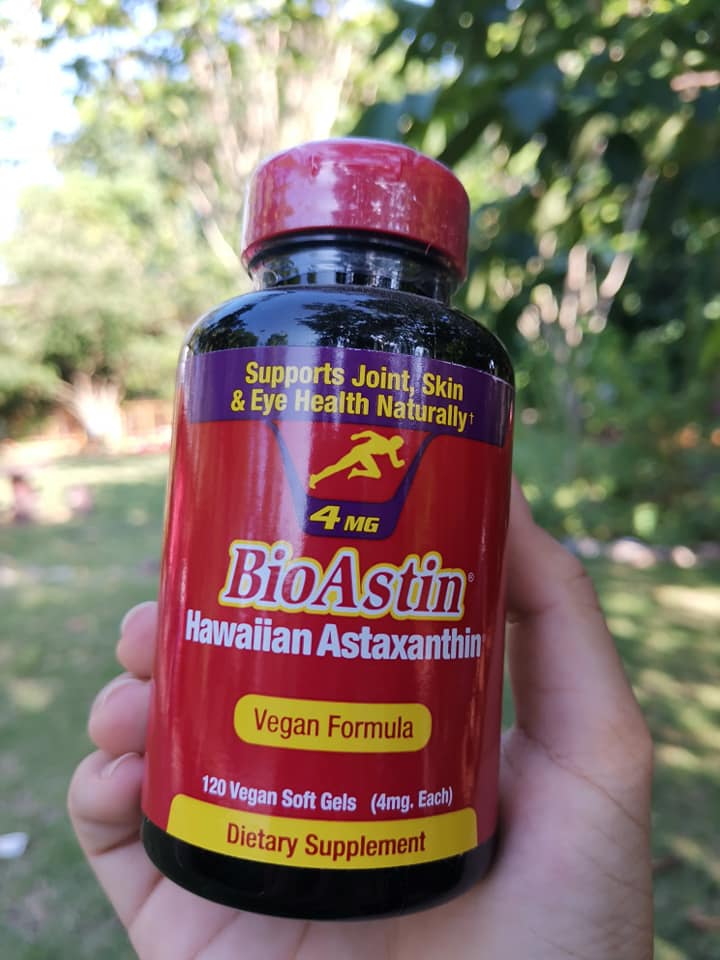 Supports Joint, Skin
& Eye Health Naturally†
4 MG
BioAstin®
Hawaiian Astaxanthin®
Vegan Formula
120 Vegan Soft Gels (4mg. Each)
Dietary Supplement